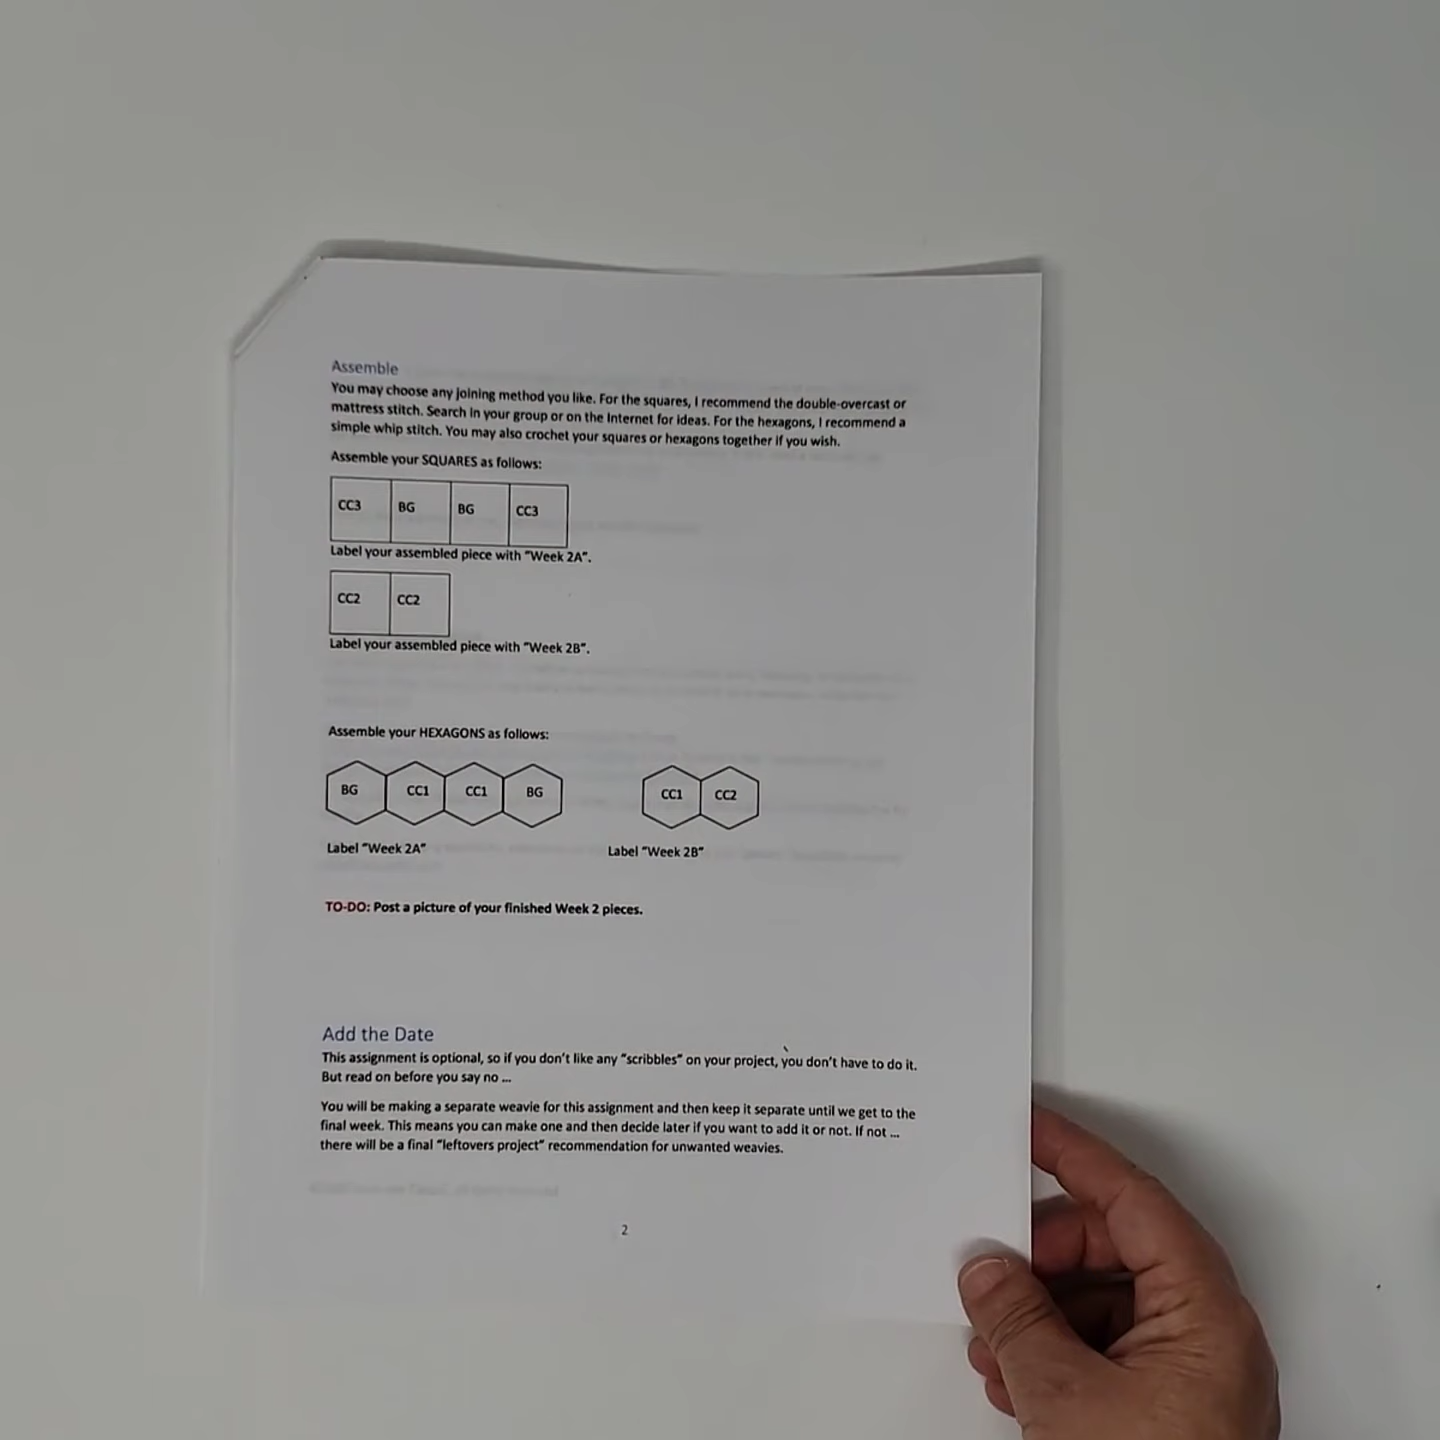 Assemble
You may choose any joining method you like. For the squares, I recommend the double-overcast or
mattress stitch. Search in your group or on the Internet for ideas. For the hexagons, I recommend a
simple whip stitch. You may also crochet your squares or hexagons together if you wish.
Assemble your SQUARES as follows:
CC3 BG BG CC3
Label your assembled piece with "Week 2A".
CC2 CC2
Label your assembled piece with "Week 2B".
Assemble your HEXAGONS as follows:
BG CC1 CC1 BG CC1 CC2
Label "Week 2A" Label "Week 2B"
TO-DO: Post a picture of your finished Week 2 pieces.
Add the Date
This assignment is optional, so if you don't like any "scribbles" on your project, you don't have to do it.
But read on before you say no ...
You will be making a separate weavie for this assignment and then keep it separate until we get to the
final week. This means you can make one and then decide later if you want to add it or not. If not ...
there will be a final "leftovers project" recommendation for unwanted weavies.
2